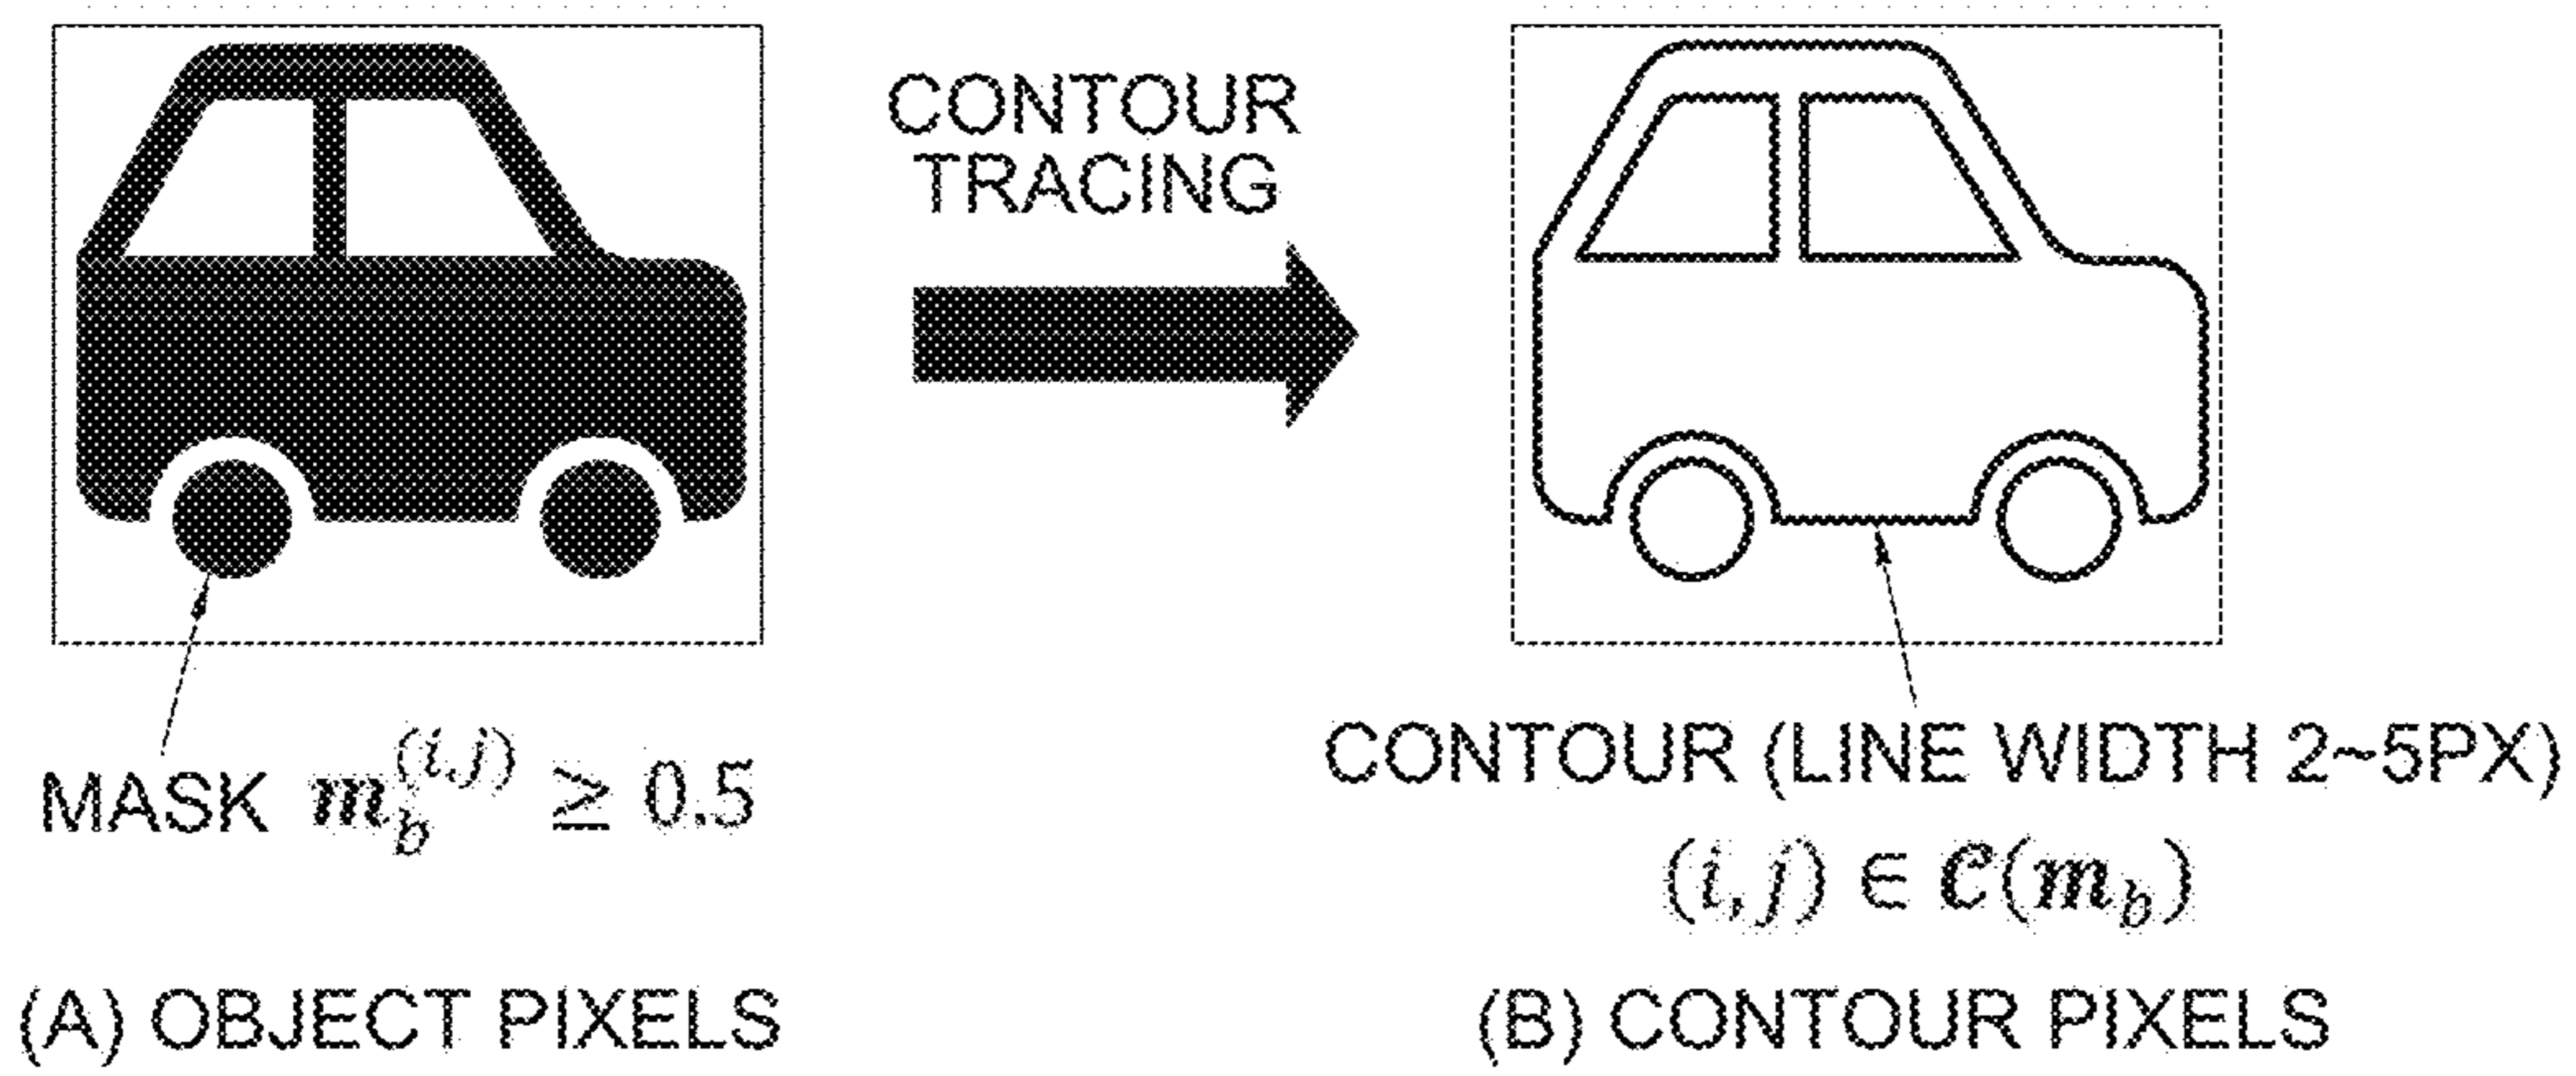 CONTOUR
TRACING
MASK m_b^(i,j) ≥ 0.5
CONTOUR (LINE WIDTH 2~5PX)
(i,j) ∈ C(m_b)
(A) OBJECT PIXELS
(B) CONTOUR PIXELS